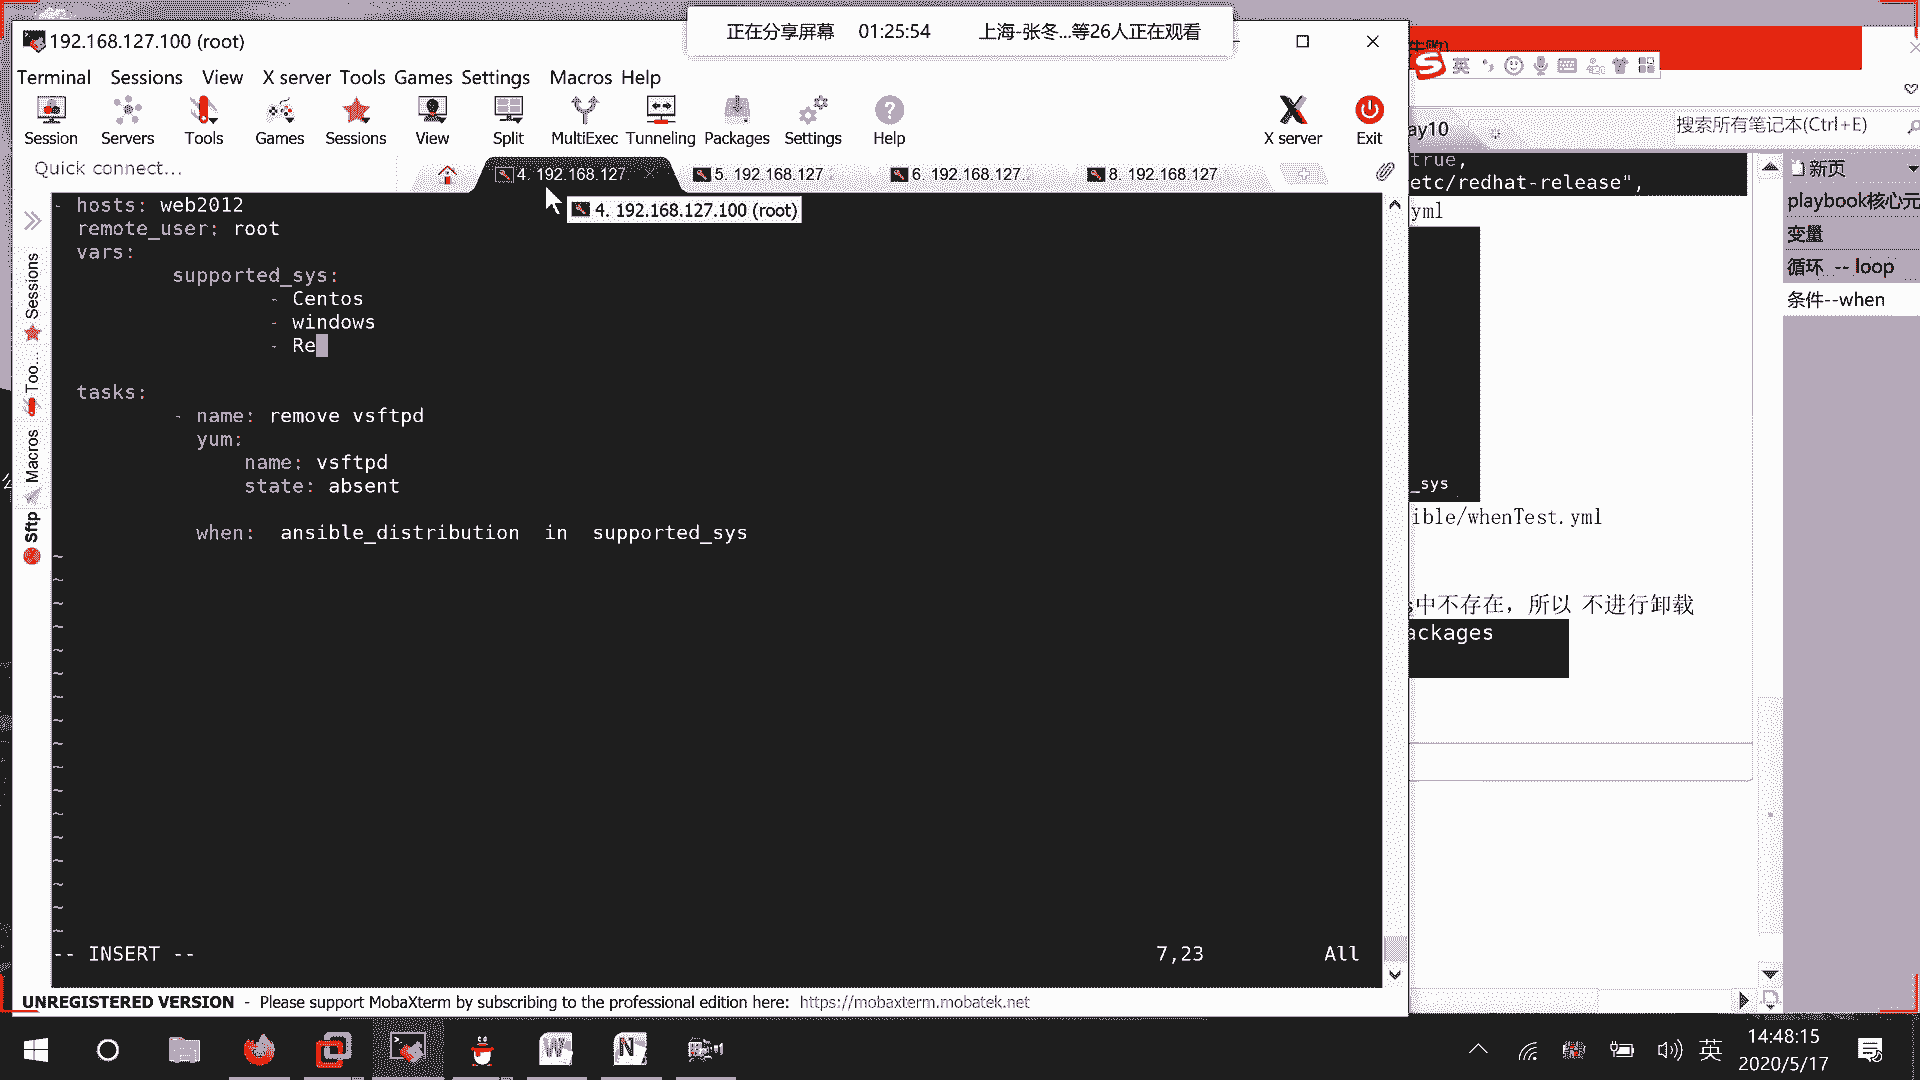 192.168.127.100 (root)
正在分享屏幕 01:25:54 上海-张冬...等26人正在观看
Terminal Sessions View X server Tools Games Settings Macros Help
Session Servers Tools Games Sessions View Split MultiExec Tunneling Packages Settings Help X server Exit
Quick connect...
4. 192.168.127. 5. 192.168.127... 6. 192.168.127... 8. 192.168.127...
4. 192.168.127.100 (root)
- hosts: web2012
remote_user: root
vars:
supported_sys:
- Centos
- windows
- Re
tasks:
- name: remove vsftpd
yum:
name: vsftpd
state: absent
when: ansible_distribution in supported_sys
-- INSERT -- 7,23 All
Sessions
Too...
Macros
Sftp
UNREGISTERED VERSION - Please support MobaXterm by subscribing to the professional edition here: https://mobaxterm.mobatek.net
英
ay10
搜索所有笔记本(Ctrl+E)
true,
etc/redhat-release",
yml
_sys
ible/whenTest.yml
中不存在，所以 不进行卸载
ackages
新页
playbook核心元
变量
循环 -- loop
条件--when
英
14:48:15
2020/5/17